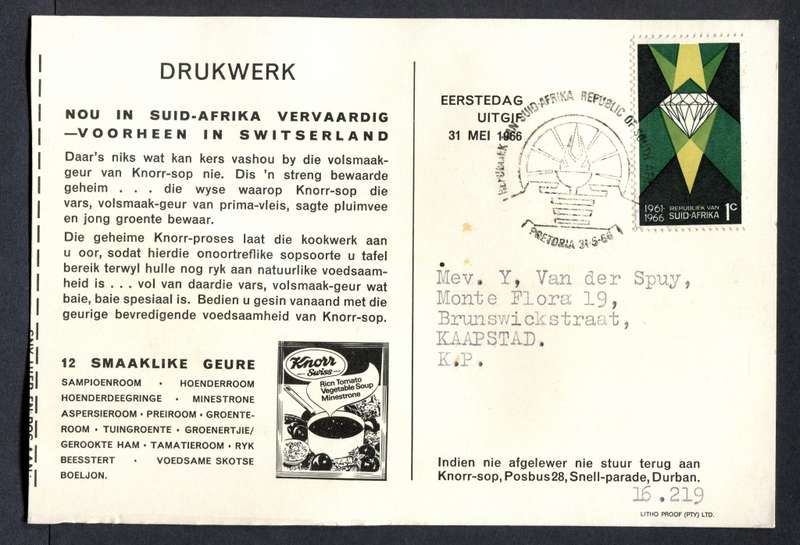 DRUKWERK
NOU IN SUID-AFRIKA VERVAARDIG
—VOORHEEN IN SWITSERLAND
Daar's niks wat kan kers vashou by die volsmaak-
geur van Knorr-sop nie. Dis 'n streng bewaarde
geheim . . . die wyse waarop Knorr-sop die
vars, volsmaak-geur van prima-vleis, sagte pluimvee
en jong groente bewaar.
Die geheime Knorr-proses laat die kookwerk aan
u oor, sodat hierdie onoortreflike sopsoorte u tafel
bereik terwyl hulle nog ryk aan natuurlike voedsaam-
heid is . . . vol van daardie vars, volsmaak-geur wat
baie, baie spesiaal is. Bedien u gesin vanaand met die
geurige bevredigende voedsaamheid van Knorr-sop.
12 SMAAKLIKE GEURE
SAMPIOENROOM · HOENDERROOM
HOENDERDEEGRINGE · MINESTRONE
ASPERSIEROOM · PREIROOM · GROENTE-
ROOM · TUINGROENTE · GROENERTJIE/
GEROOKTE HAM · TAMATIEROOM · RYK
BEESSTERT · VOEDSAME SKOTSE
BOELJON.
Knorr
Swiss
Rich Tomato
Vegetable Soup
Minestrone
EERSTEDAG
UITGIF
31 MEI 1966
REPUBLIEK VAN SUID-AFRIKA REPUBLIC OF SOUTH
PRETORIA 31-5-66
1961-
1966
REPUBLIEK VAN
SUID-AFRIKA
1c
Mev. Y, Van der Spuy,
Monte Flora 19,
Brunswickstraat,
KAAPSTAD.
K.P.
Indien nie afgelewer nie stuur terug aan
Knorr-sop, Posbus 28, Snell-parade, Durban.
16.219
LITHO PROOF (PTY) LTD.